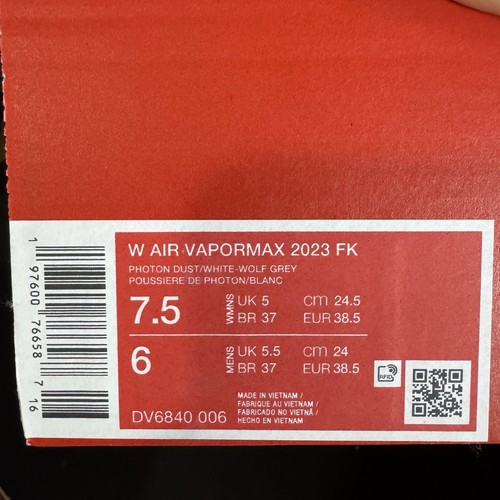 W AIR VAPORMAX 2023 FK
PHOTON DUST/WHITE-WOLF GREY
POUSSIERE DE PHOTON/BLANC
7.5 WMNS UK 5 cm 24.5
BR 37 EUR 38.5
6 MENS UK 5.5 cm 24
BR 37 EUR 38.5
RFID
DV6840 006
MADE IN VIETNAM /
FABRIQUE AU VIETNAM /
FABRICADO NO VIETNÃ /
HECHO EN VIETNAM
1 97600 76658 7 16